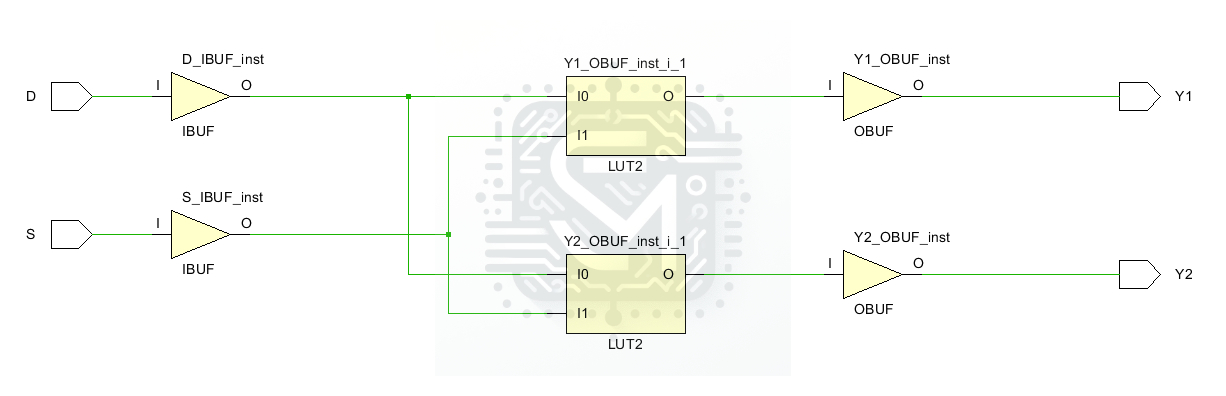 D_IBUF_inst
Y1_OBUF_inst_i_1
Y1_OBUF_inst
D
I
O
I0
O
I
O
Y1
IBUF
I1
OBUF
LUT2
S_IBUF_inst
S
I
O
Y2_OBUF_inst_i_1
Y2_OBUF_inst
IBUF
I0
O
I
O
Y2
I1
OBUF
LUT2